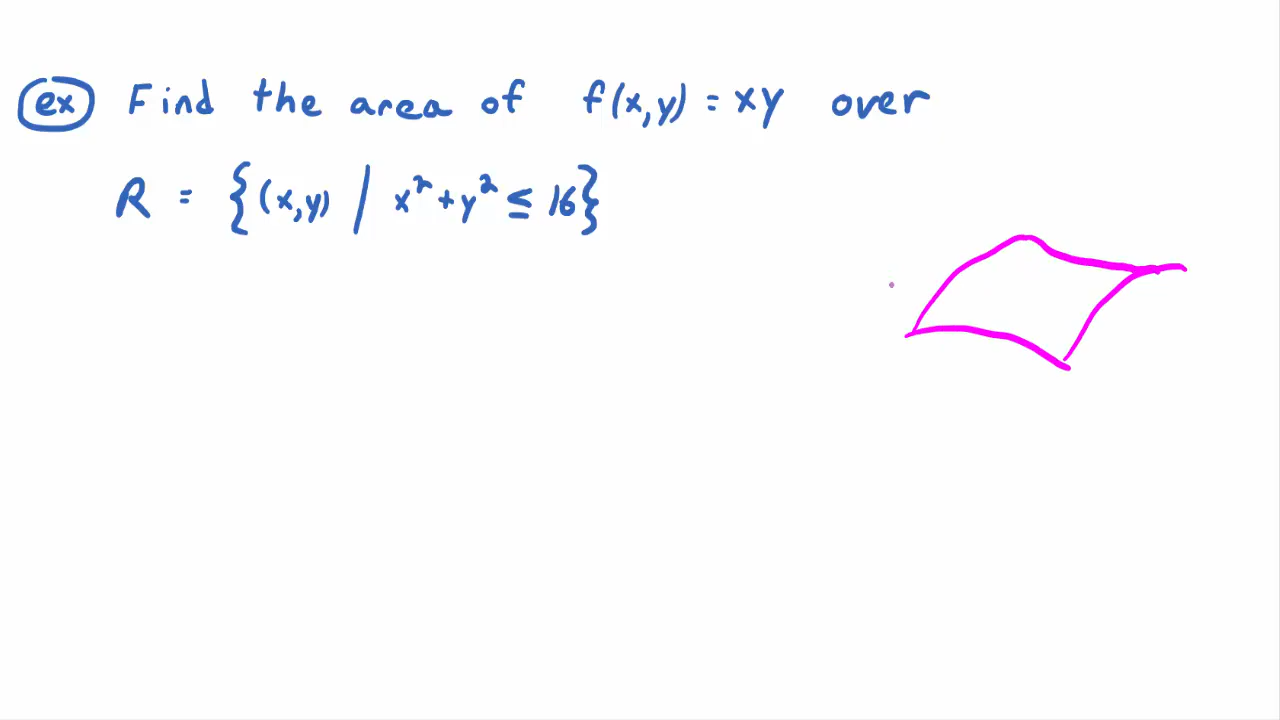 ex Find the area of f(x,y) = xy over
R = {(x,y) | x² + y² ≤ 16}